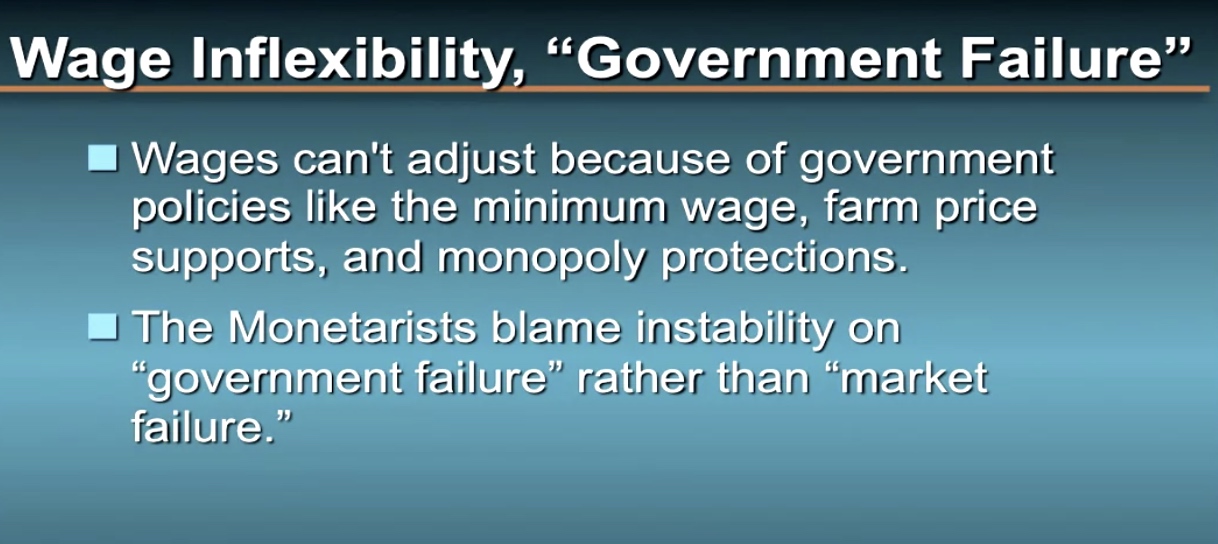 Wage Inflexibility, “Government Failure”
Wages can't adjust because of government
policies like the minimum wage, farm price
supports, and monopoly protections.
The Monetarists blame instability on
“government failure” rather than “market
failure.”